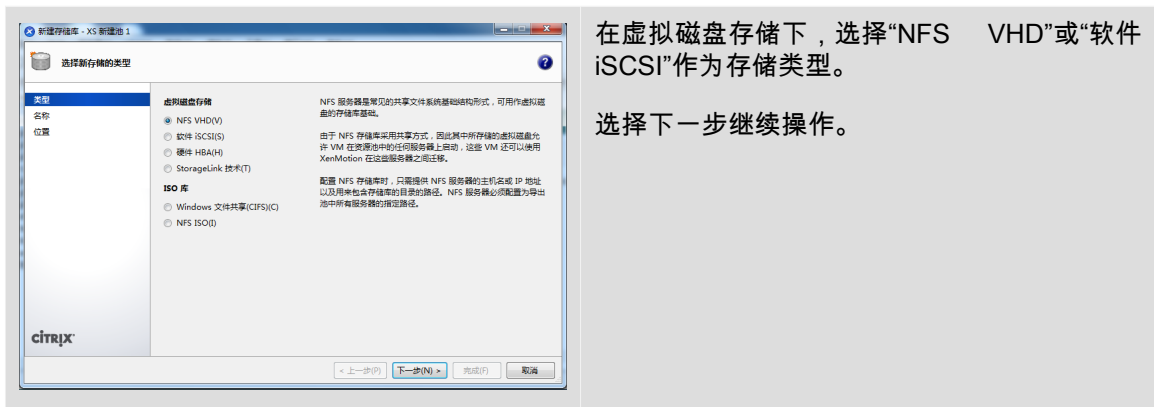 新建存储库 - XS 新建池 1
选择新存储的类型
类型
名称
位置
虚拟磁盘存储
NFS VHD(V)
软件 iSCSI(S)
硬件 HBA(H)
StorageLink 技术(T)
ISO 库
Windows 文件共享(CIFS)(C)
NFS ISO(I)
NFS 服务器是常见的共享文件系统基础结构形式，可用作虚拟磁
盘的存储库基础。
由于 NFS 存储库采用共享方式，因此其中所存储的虚拟磁盘允
许 VM 在资源池中的任何服务器上启动，这些 VM 还可以使用
XenMotion 在这些服务器之间迁移。
配置 NFS 存储库时，只需提供 NFS 服务器的主机名或 IP 地址
以及用来包含存储库的目录的路径。NFS 服务器必须配置为导出
池中所有服务器的指定路径。
CITRIX
< 上一步(P)
下一步(N) >
完成(F)
取消
在虚拟磁盘存储下，选择“NFS VHD”或“软件
iSCSI”作为存储类型。
选择下一步继续操作。